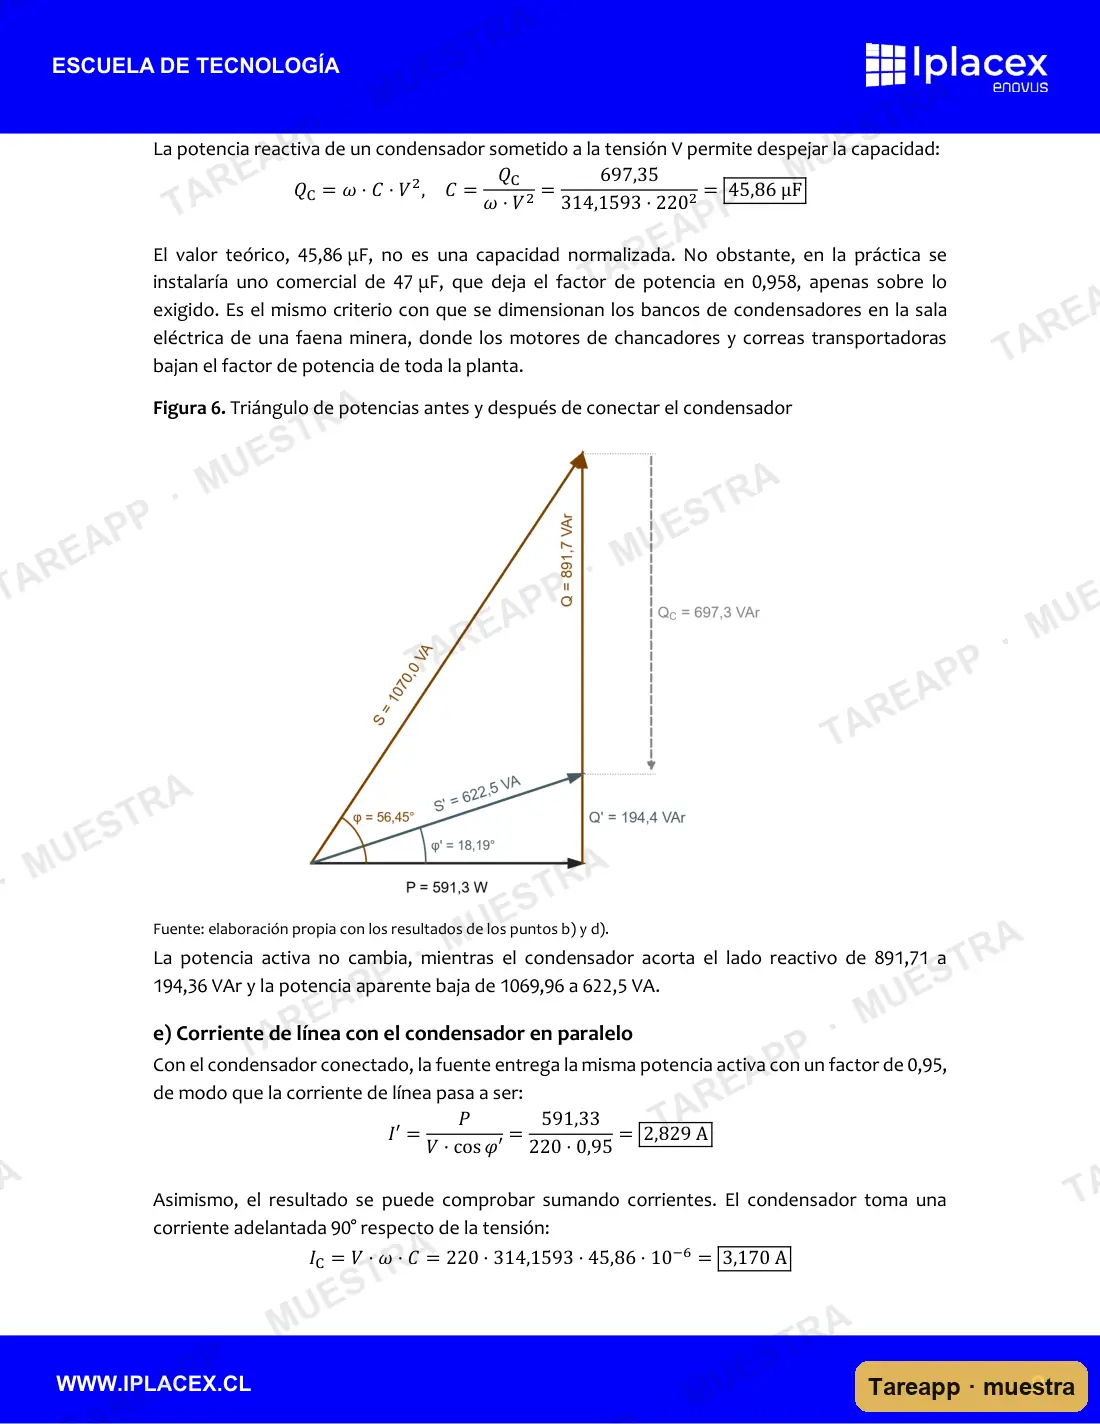 ESCUELA DE TECNOLOGÍA
Iplacex
enovus
La potencia reactiva de un condensador sometido a la tensión V permite despejar la capacidad:
Q_C = ω · C · V², C = Q_C / (ω · V²) = 697,35 / (314,1593 · 220²) = 45,86 μF
El valor teórico, 45,86 μF, no es una capacidad normalizada. No obstante, en la práctica se
instalaría uno comercial de 47 μF, que deja el factor de potencia en 0,958, apenas sobre lo
exigido. Es el mismo criterio con que se dimensionan los bancos de condensadores en la sala
eléctrica de una faena minera, donde los motores de chancadores y correas transportadoras
bajan el factor de potencia de toda la planta.
Figura 6. Triángulo de potencias antes y después de conectar el condensador
Q = 891,7 VAr
Q_C = 697,3 VAr
S = 1070,0 VA
S' = 622,5 VA
φ = 56,45°
Q' = 194,4 VAr
φ' = 18,19°
P = 591,3 W
Fuente: elaboración propia con los resultados de los puntos b) y d).
La potencia activa no cambia, mientras el condensador acorta el lado reactivo de 891,71 a
194,36 VAr y la potencia aparente baja de 1069,96 a 622,5 VA.
e) Corriente de línea con el condensador en paralelo
Con el condensador conectado, la fuente entrega la misma potencia activa con un factor de 0,95,
de modo que la corriente de línea pasa a ser:
I′ = P / (V · cos φ′) = 591,33 / (220 · 0,95) = 2,829 A
Asimismo, el resultado se puede comprobar sumando corrientes. El condensador toma una
corriente adelantada 90° respecto de la tensión:
I_C = V · ω · C = 220 · 314,1593 · 45,86 · 10⁻⁶ = 3,170 A
WWW.IPLACEX.CL
Tareapp · muestra
TAREAPP · MUESTRA